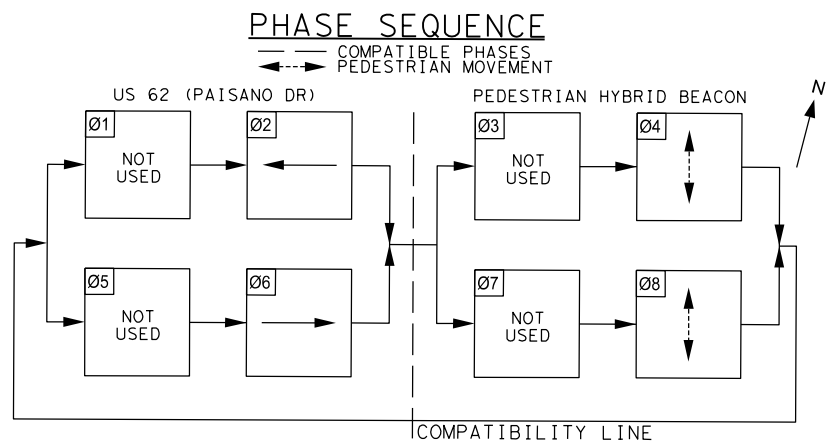 PHASE SEQUENCE
COMPATIBLE PHASES
PEDESTRIAN MOVEMENT
US 62 (PAISANO DR)
PEDESTRIAN HYBRID BEACON
N
Ø1
NOT
USED
Ø2
Ø3
NOT
USED
Ø4
Ø5
NOT
USED
Ø6
Ø7
NOT
USED
Ø8
COMPATIBILITY LINE